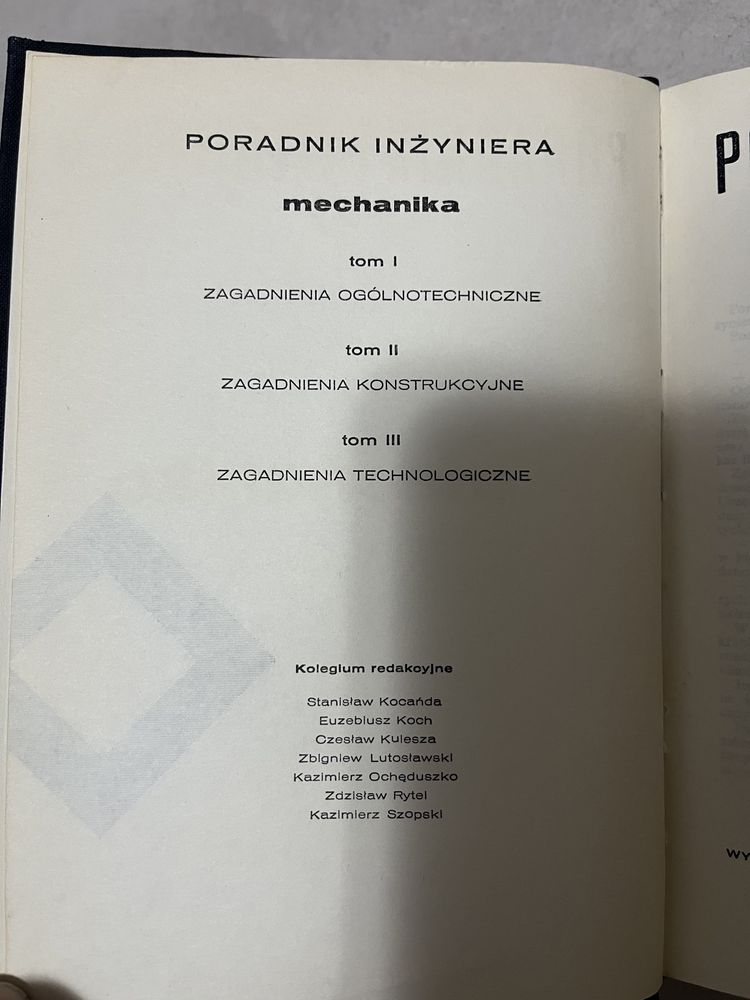 PORADNIK INŻYNIERA
mechanika
tom I
ZAGADNIENIA OGÓLNOTECHNICZNE
tom II
ZAGADNIENIA KONSTRUKCYJNE
tom III
ZAGADNIENIA TECHNOLOGICZNE
Kolegium redakcyjne
Stanisław Kocańda
Euzebiusz Koch
Czesław Kulesza
Zbigniew Lutosławski
Kazimierz Ochęduszko
Zdzisław Rytel
Kazimierz Szopski
P
WY